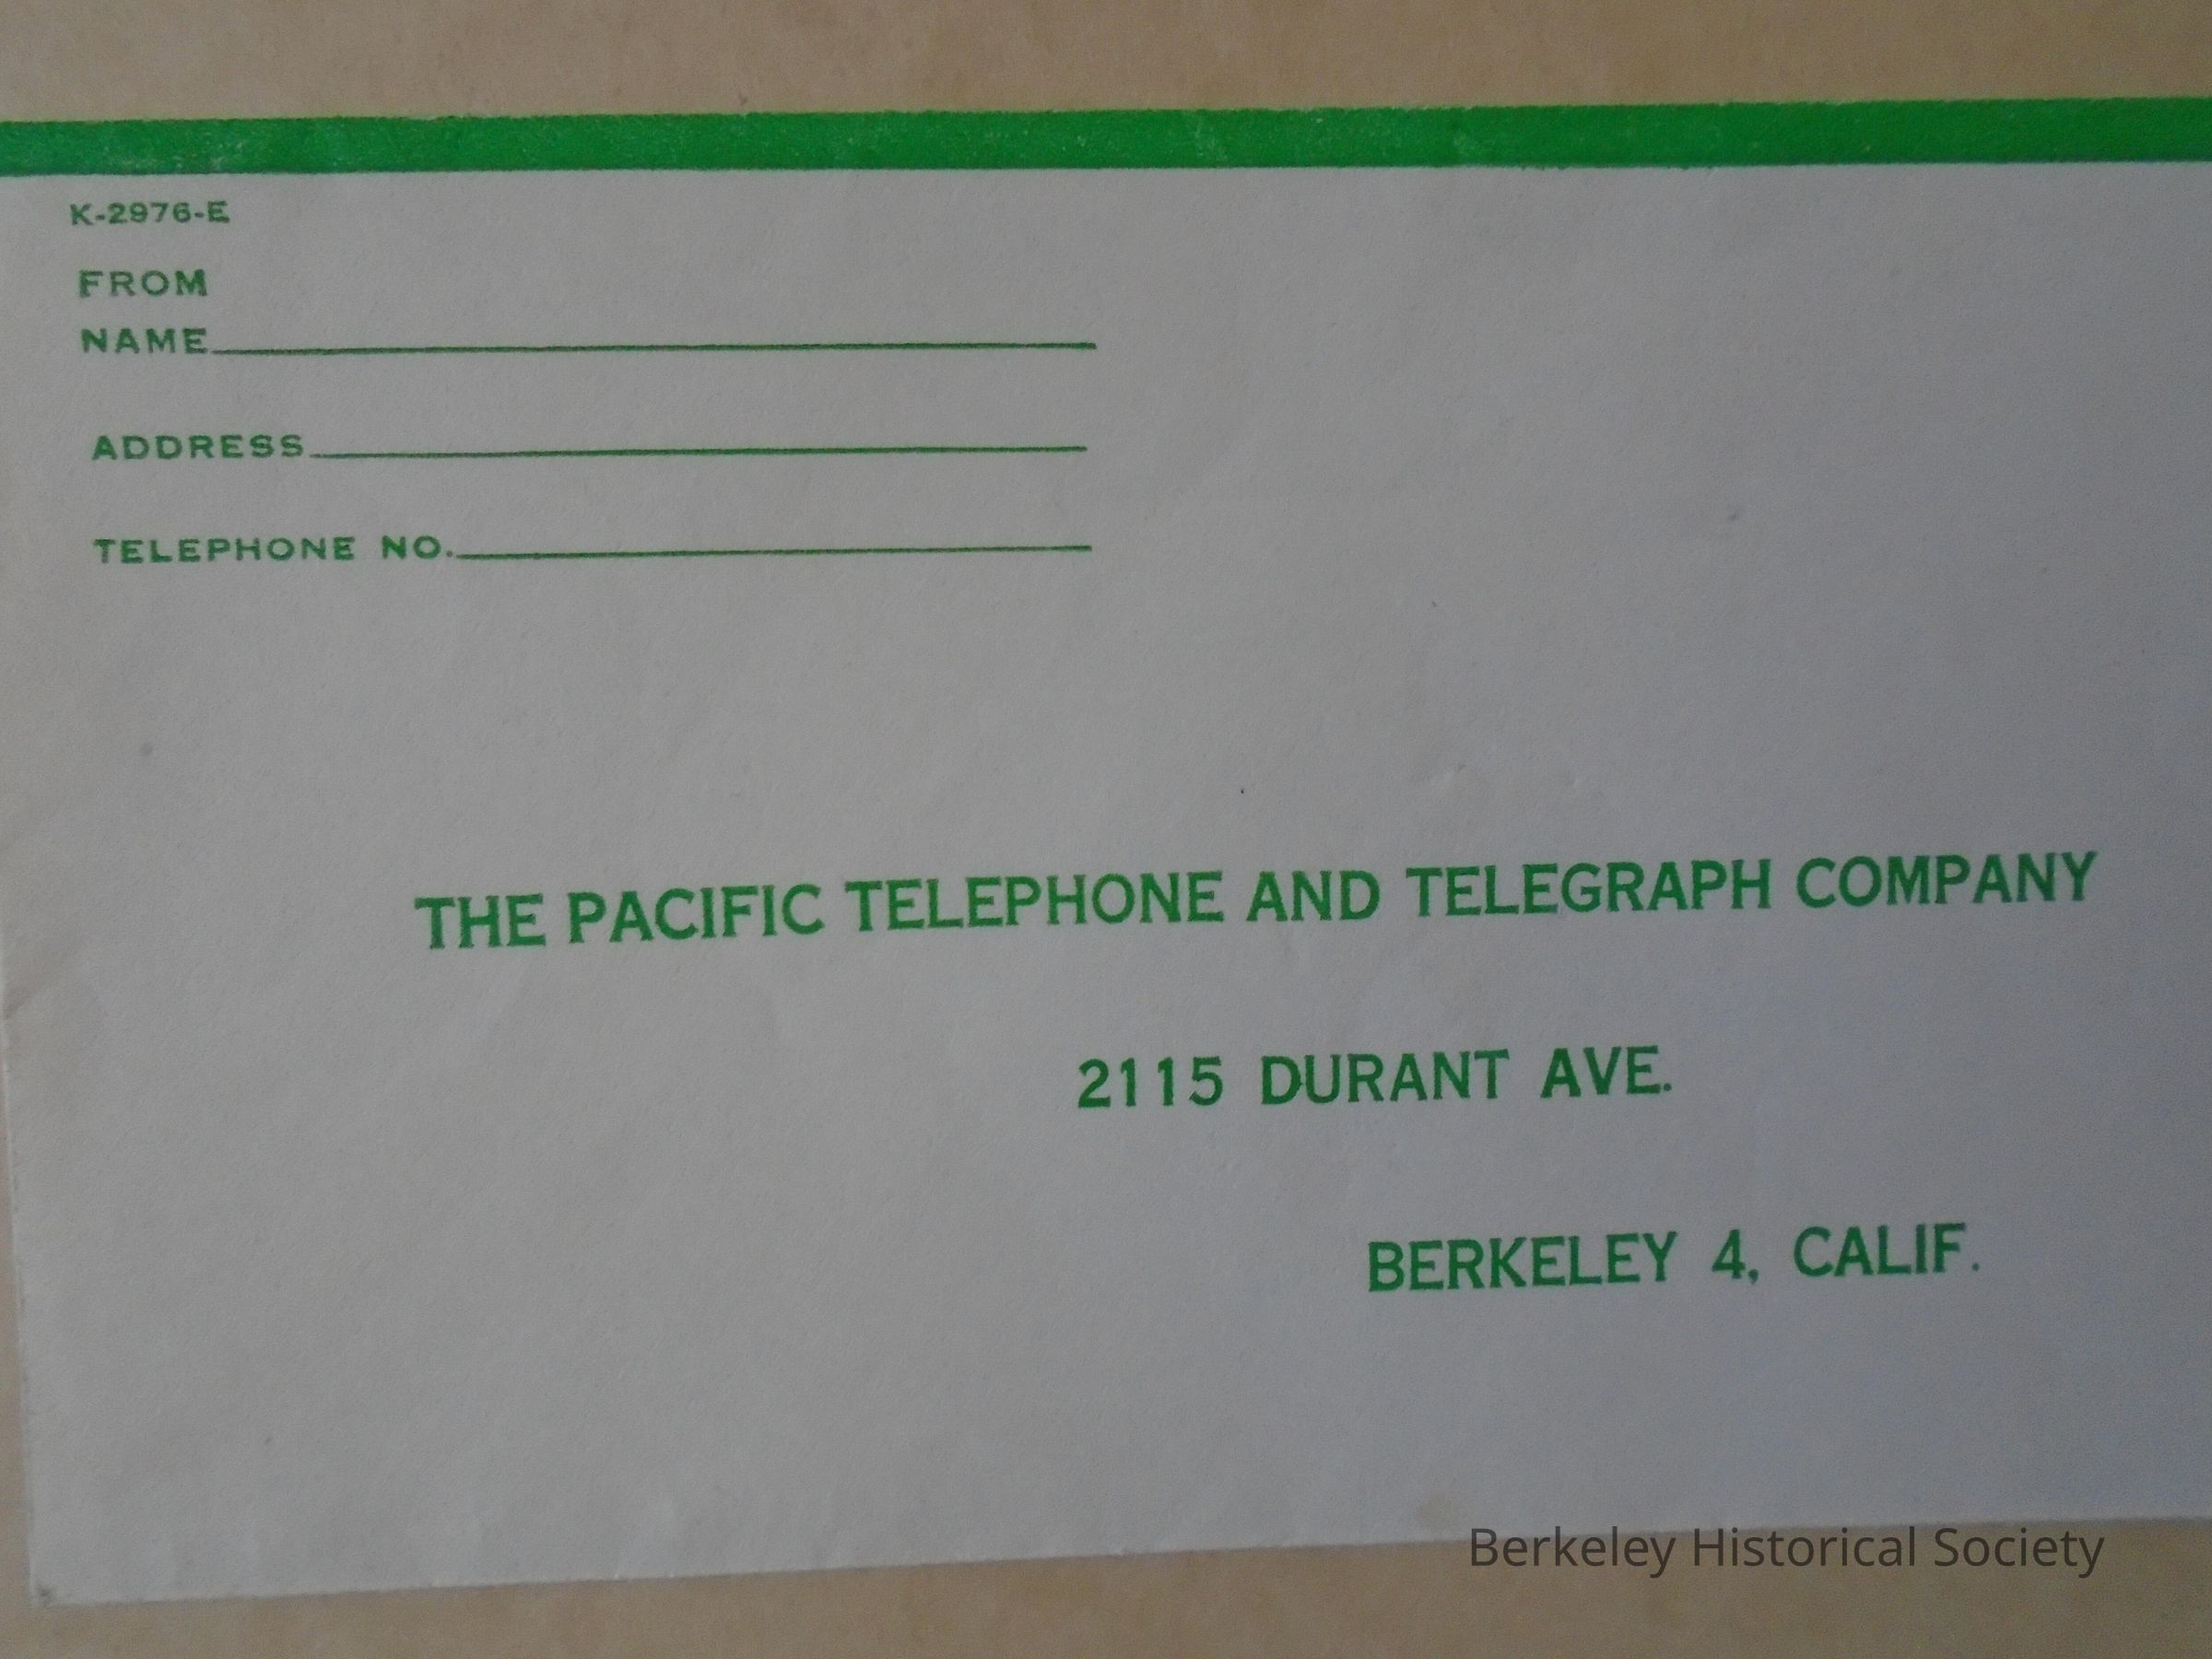 K-2976-E
FROM
NAME
ADDRESS
TELEPHONE NO.
THE PACIFIC TELEPHONE AND TELEGRAPH COMPANY
2115 DURANT AVE.
BERKELEY 4, CALIF.
Berkeley Historical Society